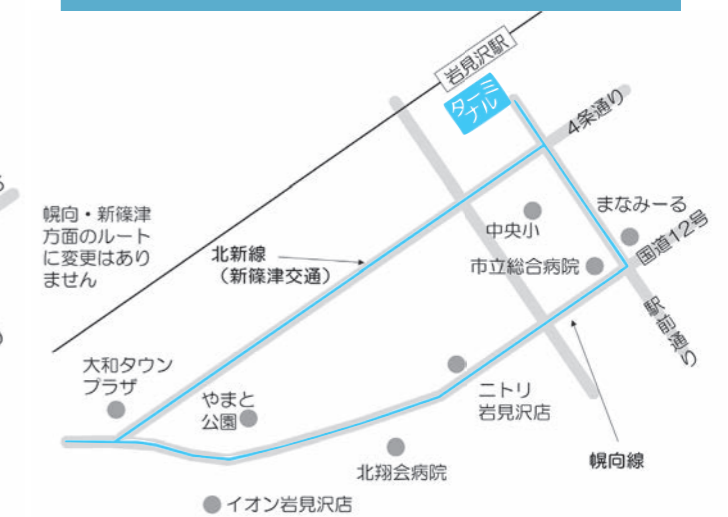 岩見沢駅
ターミ
ナル
4条通り
幌向・新篠津
方面のルート
に変更はあり
ません
北新線
（新篠津交通）
中央小
まなみーる
市立総合病院
国道12号
駅前通り
大和タウン
プラザ
やまと
公園
ニトリ
岩見沢店
幌向線
北翔会病院
イオン岩見沢店